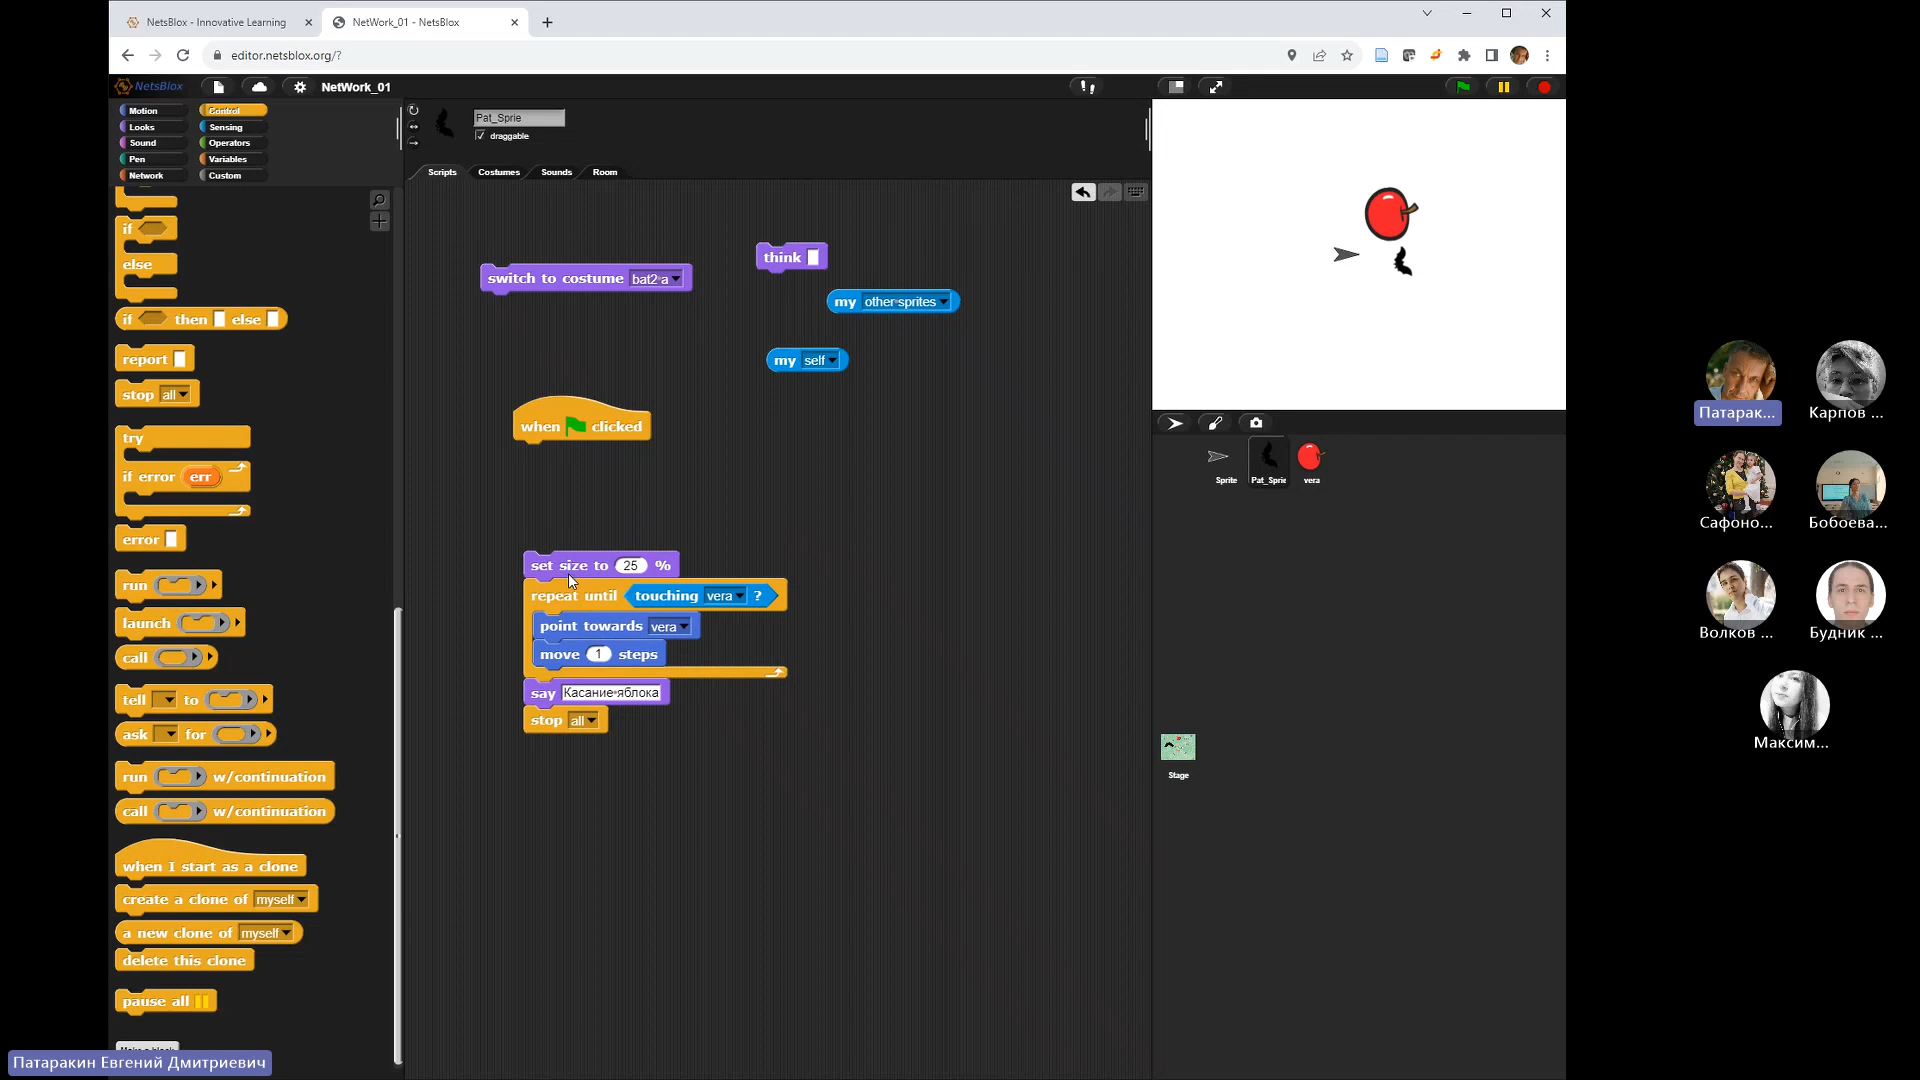 NetsBlox - Innovative Learning
NetWork_01 - NetsBlox
editor.netsblox.org/?
NetsBlox
NetWork_01
Motion
Control
Looks
Sensing
Sound
Operators
Pen
Variables
Network
Custom
Pat_Sprie
draggable
Scripts
Costumes
Sounds
Room
if
else
if then else
report
stop all
try
if error err
error
run
launch
call
tell to
ask for
run w/continuation
call w/continuation
when I start as a clone
create a clone of myself
a new clone of myself
delete this clone
pause all
switch to costume bat2 a
think
my other sprites
my self
when clicked
set size to 25 %
repeat until touching vera ?
point towards vera
move 1 steps
say Касание яблока
stop all
Sprite
Pat_Sprie
vera
Stage
Патарак...
Карпов ...
Сафоно...
Бобоева...
Волков ...
Будник ...
Максим...
Патаракин Евгений Дмитриевич